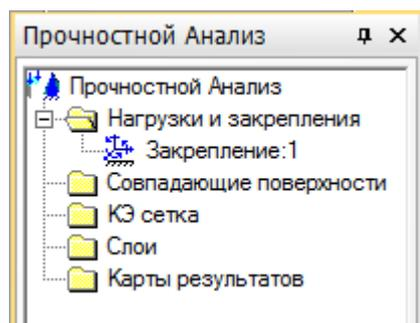 Прочностной Анализ
Прочностной Анализ
Нагрузки и закрепления
Закрепление:1
Совпадающие поверхности
КЭ сетка
Слои
Карты результатов